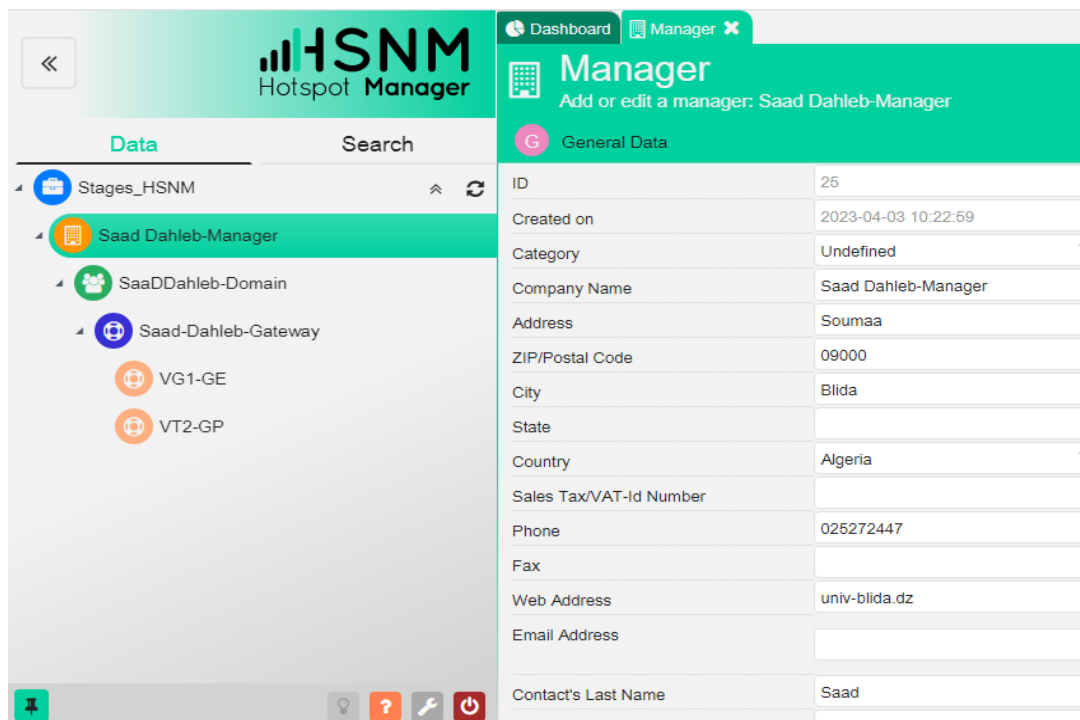 HSNM
Hotspot Manager
Data Search
Stages_HSNM
Saad Dahleb-Manager
SaaDDahleb-Domain
Saad-Dahleb-Gateway
VG1-GE
VT2-GP
?
Dashboard Manager
Manager
Add or edit a manager: Saad Dahleb-Manager
G General Data
ID 25
Created on 2023-04-03 10:22:59
Category Undefined
Company Name Saad Dahleb-Manager
Address Soumaa
ZIP/Postal Code 09000
City Blida
State
Country Algeria
Sales Tax/VAT-Id Number
Phone 025272447
Fax
Web Address univ-blida.dz
Email Address
Contact's Last Name Saad